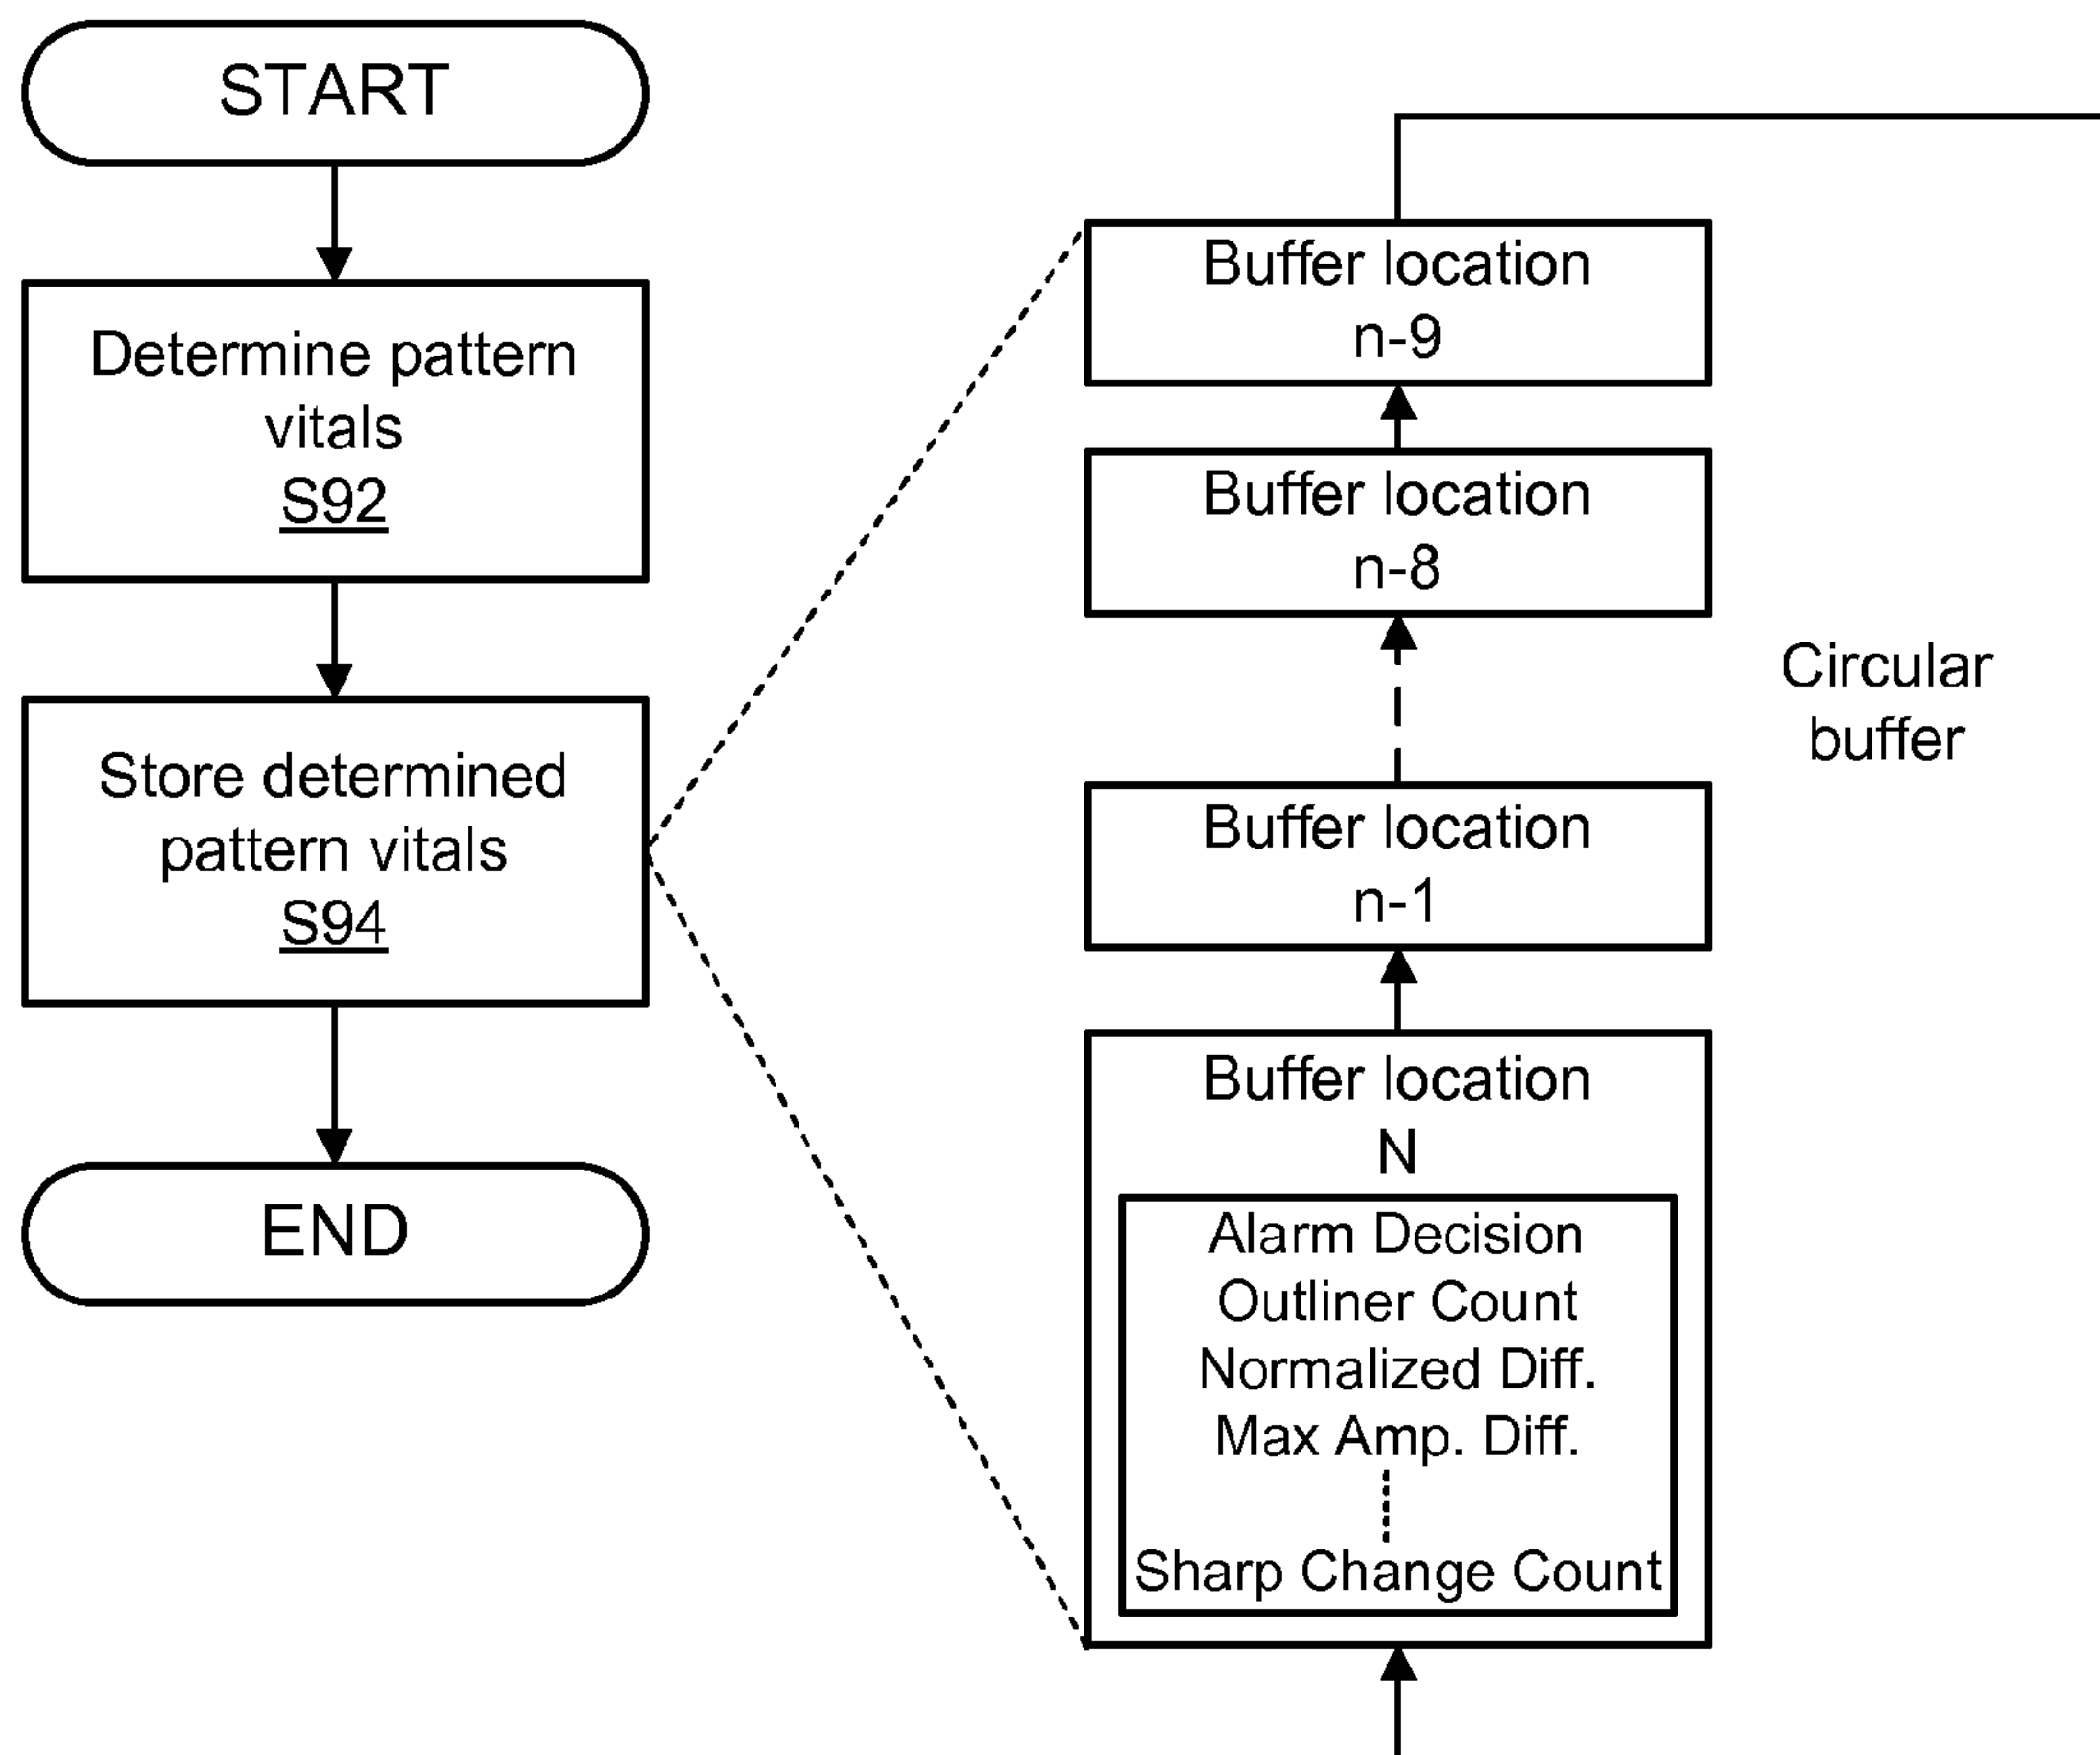 START
Determine pattern
vitals
S92
Store determined
pattern vitals
S94
END
Buffer location
n-9
Buffer location
n-8
Buffer location
n-1
Buffer location
N
Alarm Decision
Outliner Count
Normalized Diff.
Max Amp. Diff.
Sharp Change Count
Circular
buffer